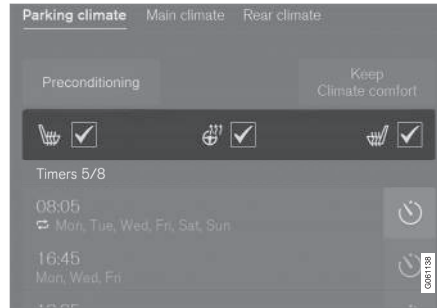 Parking climate Main climate Rear climate
Preconditioning
Keep
Climate comfort
Timers 5/8
08:05
Mon, Tue, Wed, Fri, Sat, Sun
16:45
Mon, Wed, Fri
G061138